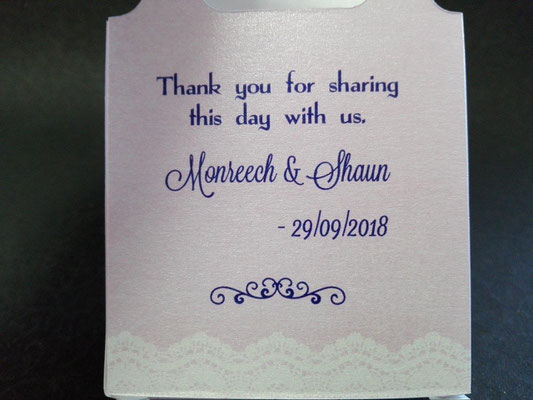 Thank you for sharing
this day with us.
Monreech & Shaun
- 29/09/2018